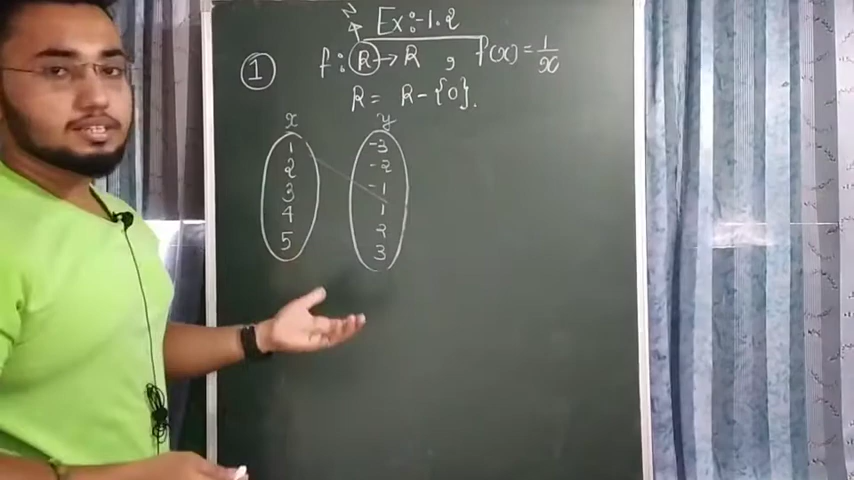 Ex:-1.2
N
① f: R → R , f(x) = 1/x
R = R - {0}.
x y
1 -3
2 -2
3 -1
4 1
5 2
3